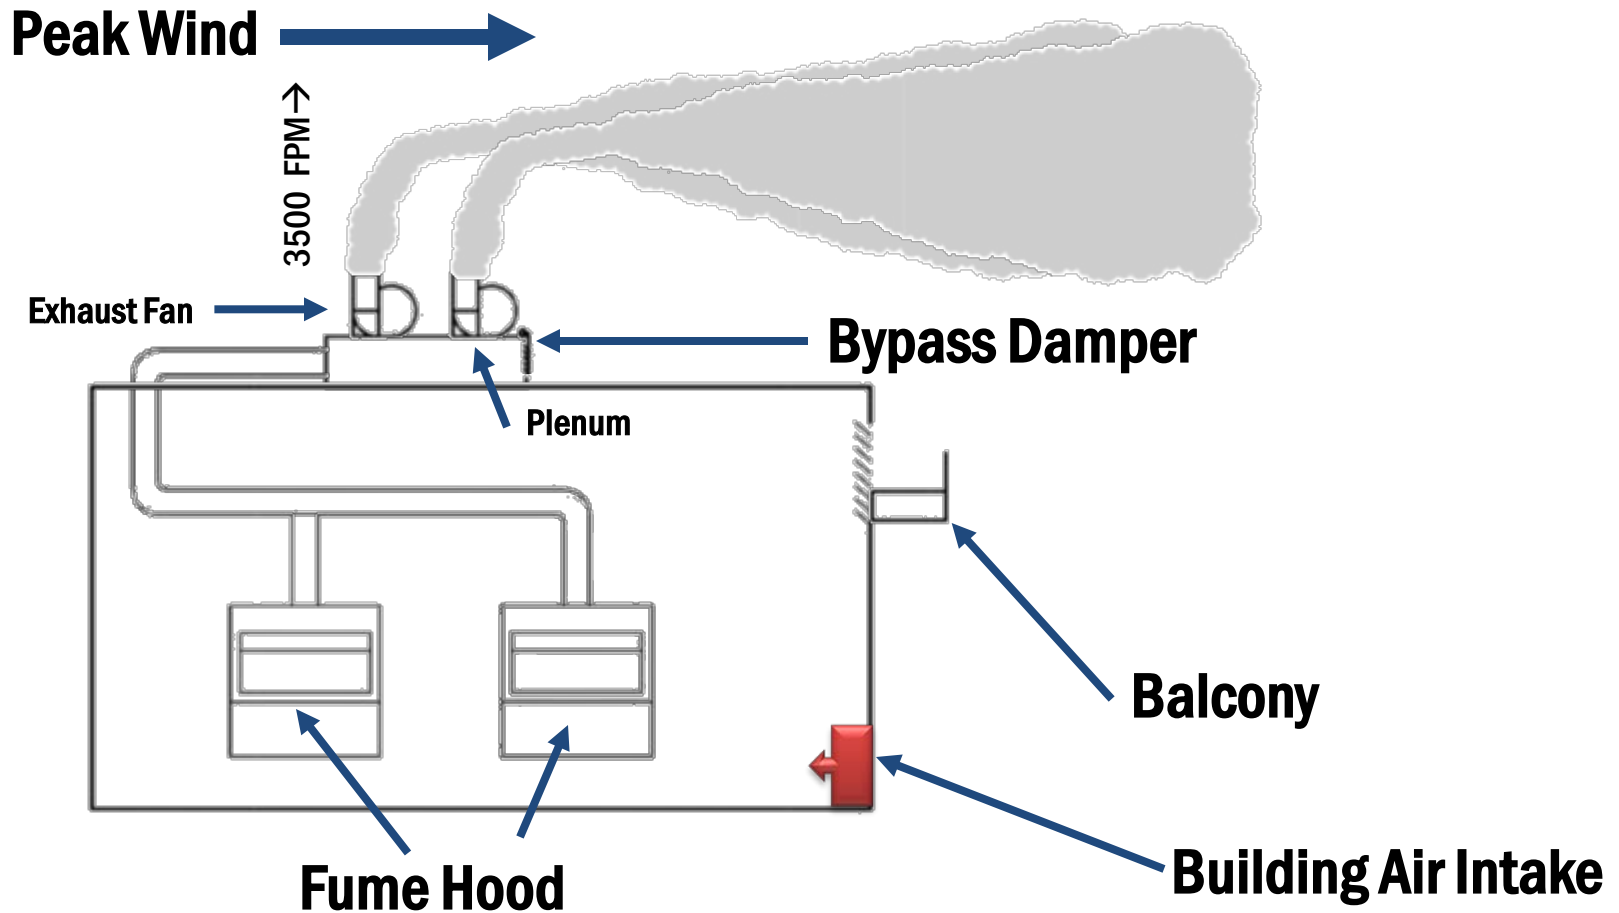 Peak Wind
3500 FPM→
Exhaust Fan
Bypass Damper
Plenum
Balcony
Building Air Intake
Fume Hood